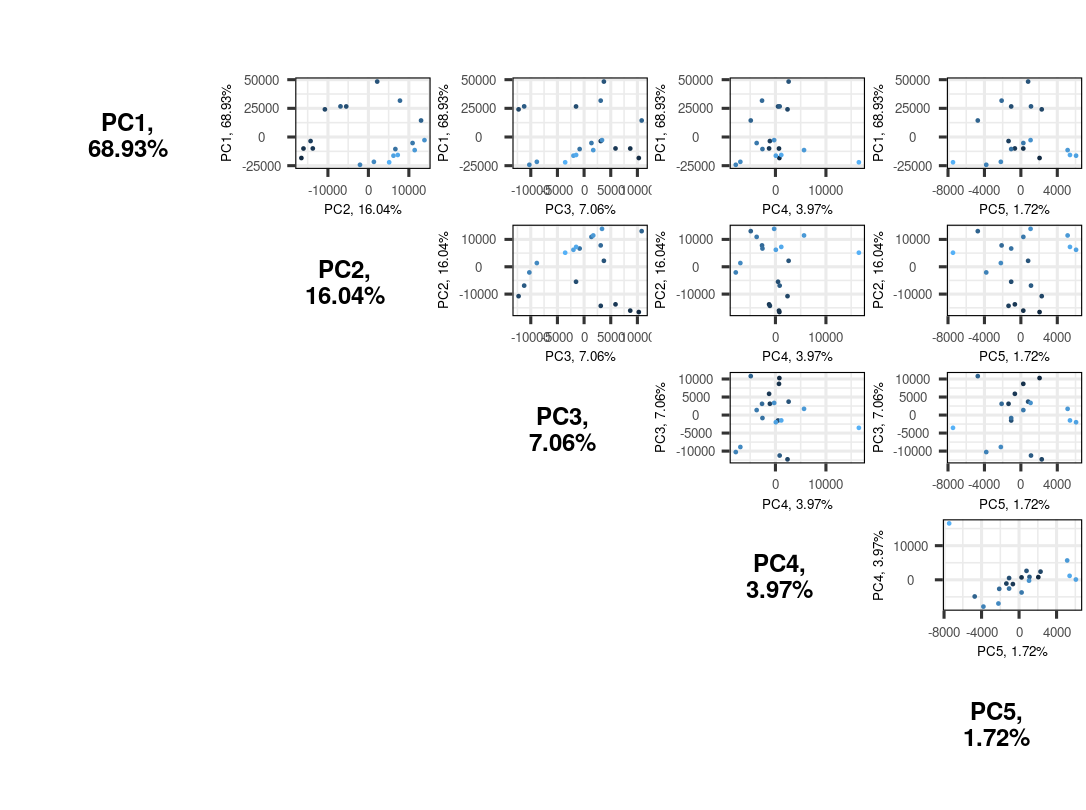 50000
25000
0
-25000
PC1, 68.93%
-10000 0 10000
PC2, 16.04%
PC1, 68.93%
-10000 -5000 0 5000 10000
PC3, 7.06%
50000
25000
0
-25000
PC1, 68.93%
0 10000
PC4, 3.97%
50000
25000
0
-25000
PC1, 68.93%
-8000 -4000 0 4000
PC5, 1.72%
PC1,
68.93%
50000
25000
0
-25000
10000
0
-10000
PC2, 16.04%
-10000 -5000 0 5000 10000
PC3, 7.06%
10000
0
-10000
PC2, 16.04%
0 10000
PC4, 3.97%
10000
0
-10000
PC2, 16.04%
-8000 -4000 0 4000
PC5, 1.72%
PC2,
16.04%
10000
5000
0
-5000
-10000
PC3, 7.06%
0 10000
PC4, 3.97%
10000
5000
0
-5000
-10000
PC3, 7.06%
-8000 -4000 0 4000
PC5, 1.72%
PC3,
7.06%
10000
0
PC4, 3.97%
-8000 -4000 0 4000
PC5, 1.72%
PC4,
3.97%
PC5,
1.72%